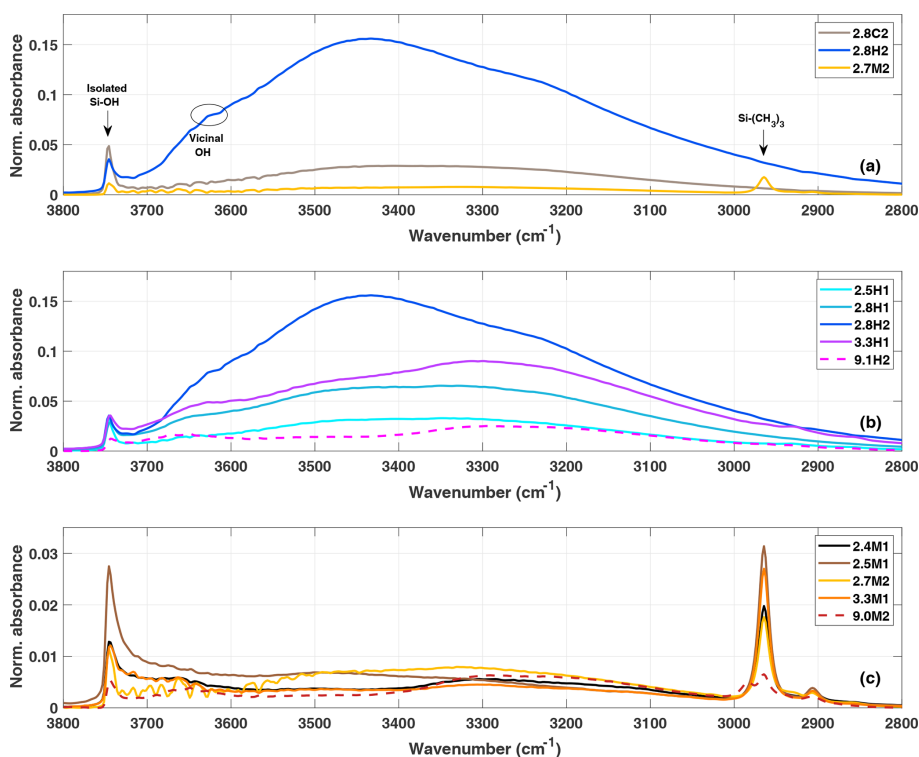 Norm. absorbance
0.15
0.1
0.05
0
Isolated
Si-OH
Vicinal
OH
Si-(CH3)3
2.8C2
2.8H2
2.7M2
(a)
3800 3700 3600 3500 3400 3300 3200 3100 3000 2900 2800
Wavenumber (cm-1)
Norm. absorbance
0.15
0.1
0.05
0
2.5H1
2.8H1
2.8H2
3.3H1
9.1H2
(b)
3800 3700 3600 3500 3400 3300 3200 3100 3000 2900 2800
Wavenumber (cm-1)
Norm. absorbance
0.03
0.02
0.01
0
2.4M1
2.5M1
2.7M2
3.3M1
9.0M2
(c)
3800 3700 3600 3500 3400 3300 3200 3100 3000 2900 2800
Wavenumber (cm-1)